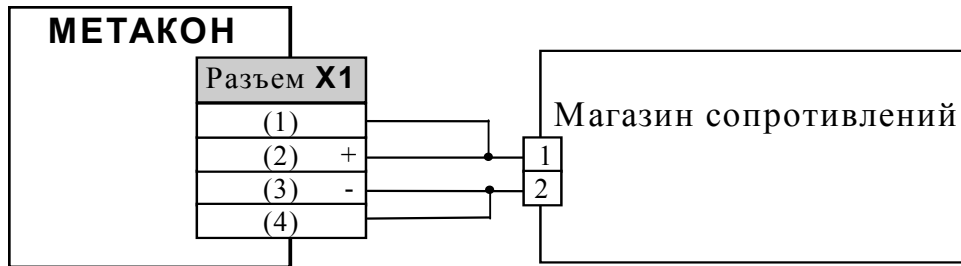 МЕТАКОН
Разъем X1
(1)
(2) +
(3) -
(4)
1
2
Магазин сопротивлений